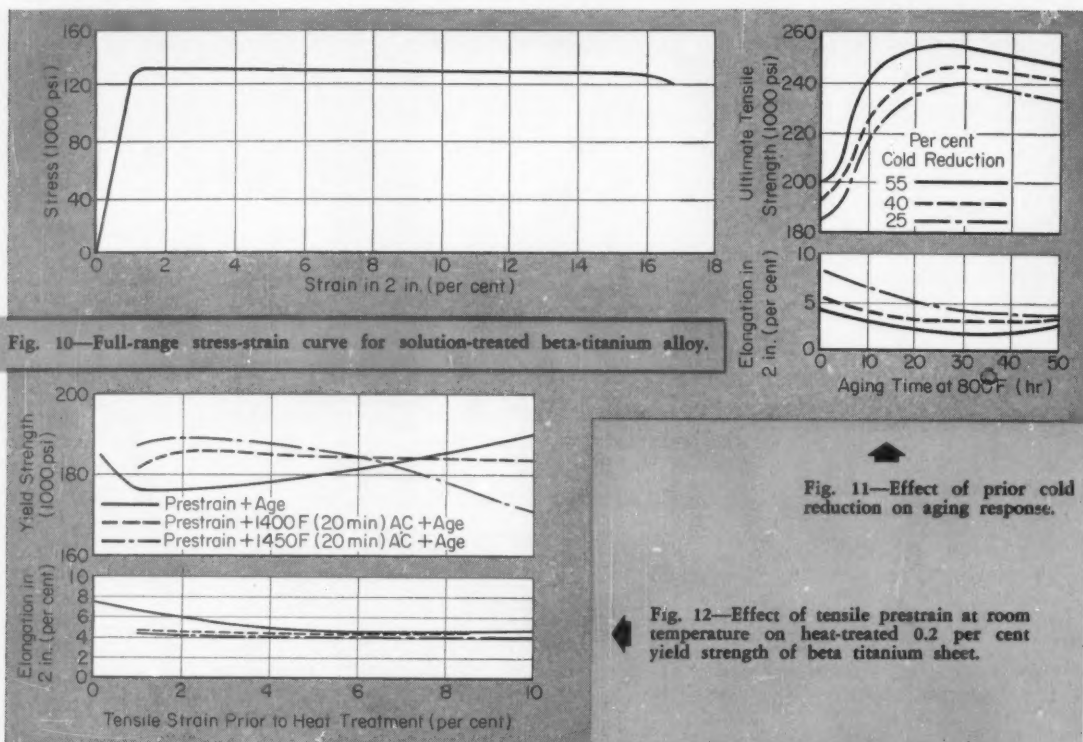 160
120
80
40
0
Stress (1000 psi)
0 2 4 6 8 10 12 14 16 18
Strain in 2 in. (per cent)
Fig. 10—Full-range stress-strain curve for solution-treated beta-titanium alloy.
260
240
220
200
180
Ultimate Tensile
Strength (1000 psi)
Per cent
Cold Reduction
55
40
25
10
5
0
Elongation in
2 in. (per cent)
0 10 20 30 40 50
Aging Time at 800F (hr)
Fig. 11—Effect of prior cold
reduction on aging response.
200
180
160
Yield Strength
(1000 psi)
Prestrain + Age
Prestrain + 1400 F (20 min) AC + Age
Prestrain + 1450 F (20 min) AC + Age
10
8
6
4
2
0
Elongation in
2 in. (per cent)
0 2 4 6 8 10
Tensile Strain Prior to Heat Treatment (per cent)
Fig. 12—Effect of tensile prestrain at room
temperature on heat-treated 0.2 per cent
yield strength of beta titanium sheet.